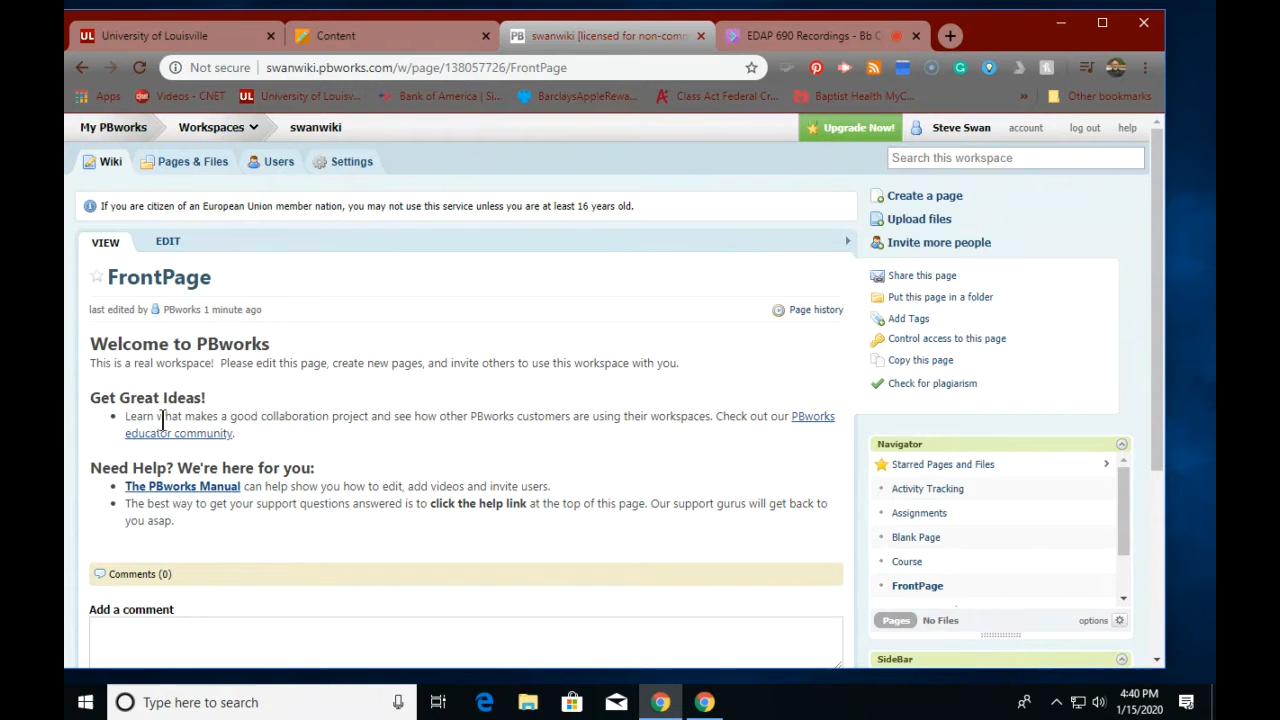 University of Louisville
Content
swanwiki [licensed for non-comm
EDAP 690 Recordings - Bb C
Not secure
swanwiki.pbworks.com/w/page/138057726/FrontPage
Apps
Videos - CNET
University of Louisv...
Bank of America | Si...
BarclaysAppleRewa...
Class Act Federal Cr...
Baptist Health MyC...
Other bookmarks
My PBworks
Workspaces
swanwiki
Upgrade Now!
Steve Swan
account
log out
help
Wiki
Pages & Files
Users
Settings
Search this workspace
If you are citizen of an European Union member nation, you may not use this service unless you are at least 16 years old.
VIEW
EDIT
FrontPage
last edited by PBworks 1 minute ago
Page history
Welcome to PBworks
This is a real workspace! Please edit this page, create new pages, and invite others to use this workspace with you.
Get Great Ideas!
Learn what makes a good collaboration project and see how other PBworks customers are using their workspaces. Check out our PBworks
educator community.
Need Help? We're here for you:
The PBworks Manual can help show you how to edit, add videos and invite users.
The best way to get your support questions answered is to click the help link at the top of this page. Our support gurus will get back to
you asap.
Comments (0)
Add a comment
Create a page
Upload files
Invite more people
Share this page
Put this page in a folder
Add Tags
Control access to this page
Copy this page
Check for plagiarism
Navigator
Starred Pages and Files
Activity Tracking
Assignments
Blank Page
Course
FrontPage
Pages
No Files
options
SideBar
Type here to search
4:40 PM
1/15/2020